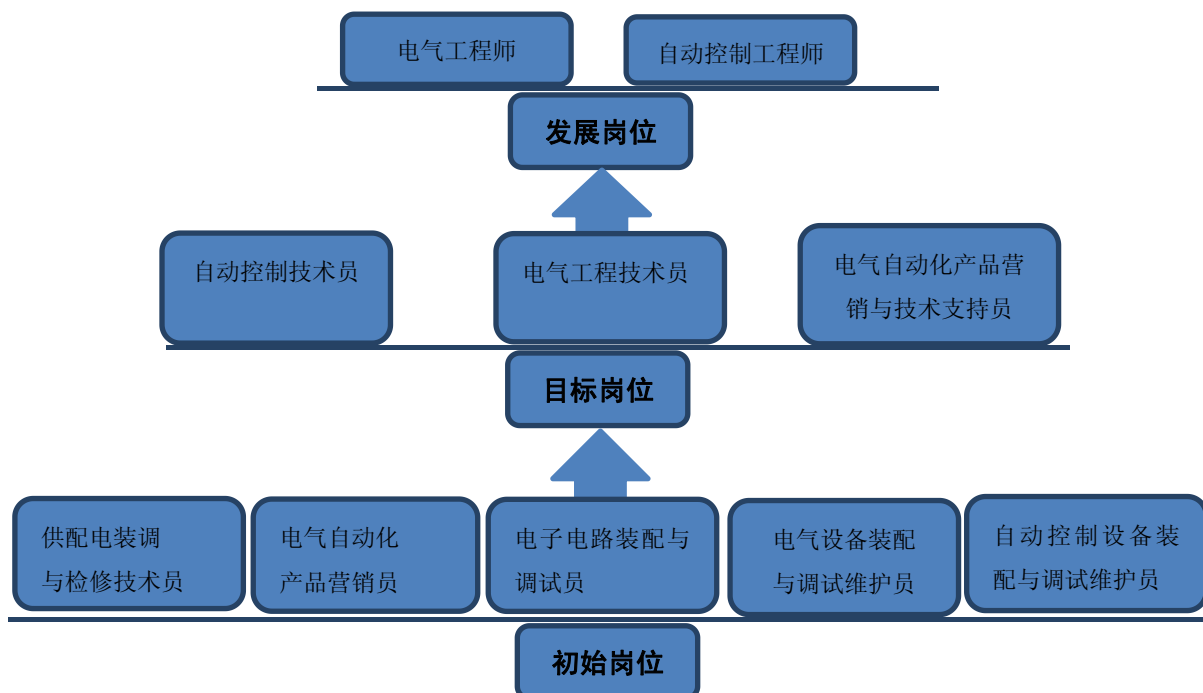 电气工程师
自动控制工程师
发展岗位
自动控制技术员
电气工程技术员
电气自动化产品营
销与技术支持员
目标岗位
供配电装调
与检修技术员
电气自动化
产品营销员
电子电路装配与
调试员
电气设备装配
与调试维护员
自动控制设备装
配与调试维护员
初始岗位